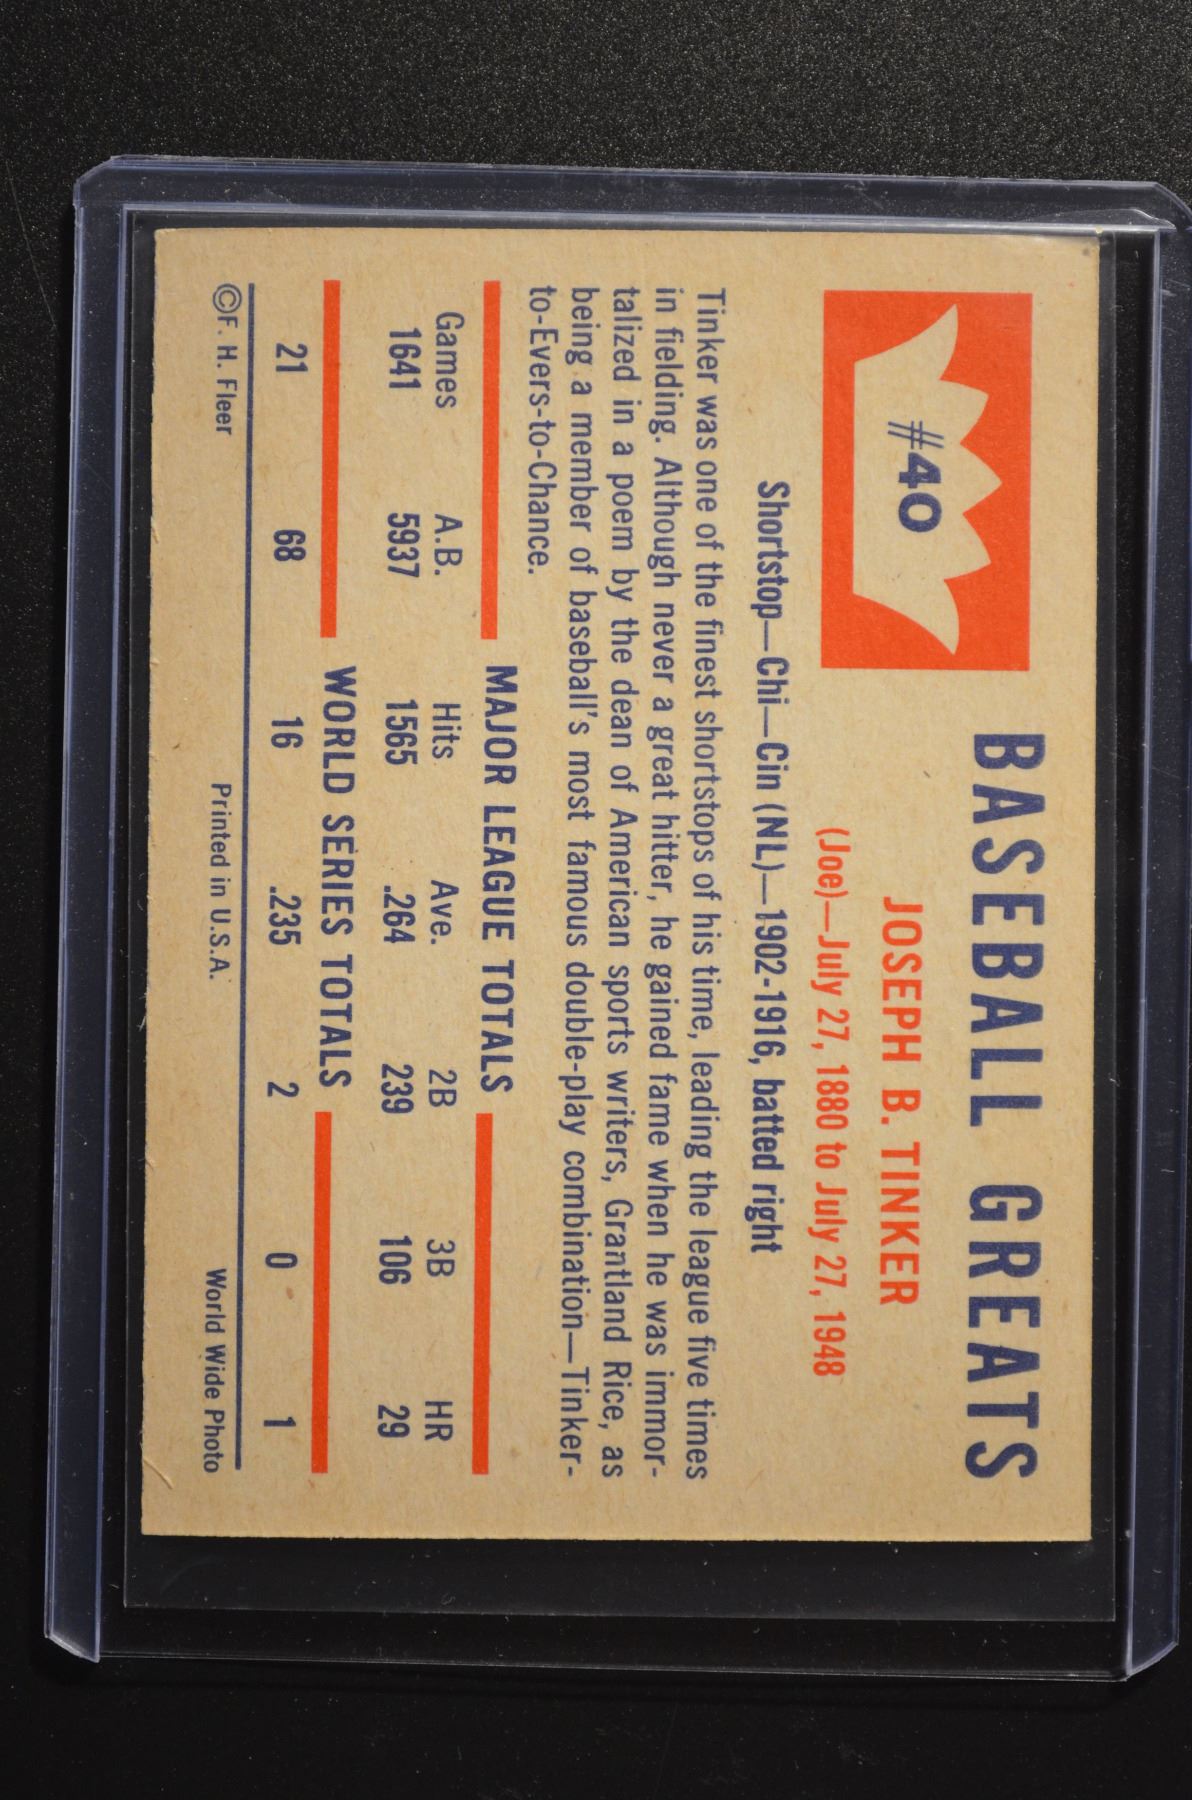 #40
BASEBALL GREATS
JOSEPH B. TINKER
(Joe)—July 27, 1880 to July 27, 1948
Shortstop—Chi—Cin (NL)—1902-1916, batted right
Tinker was one of the finest shortstops of his time, leading the league five times
in fielding. Although never a great hitter, he gained fame when he was immor-
talized in a poem by the dean of American sports writers, Grantland Rice, as
being a member of baseball's most famous double-play combination—Tinker-
to-Evers-to-Chance.
MAJOR LEAGUE TOTALS
Games A.B. Hits Ave. 2B 3B HR
1641 5937 1565 .264 239 106 29
WORLD SERIES TOTALS
21 68 16 .235 2 0 1
©F. H. Fleer Printed in U.S.A. World Wide Photo